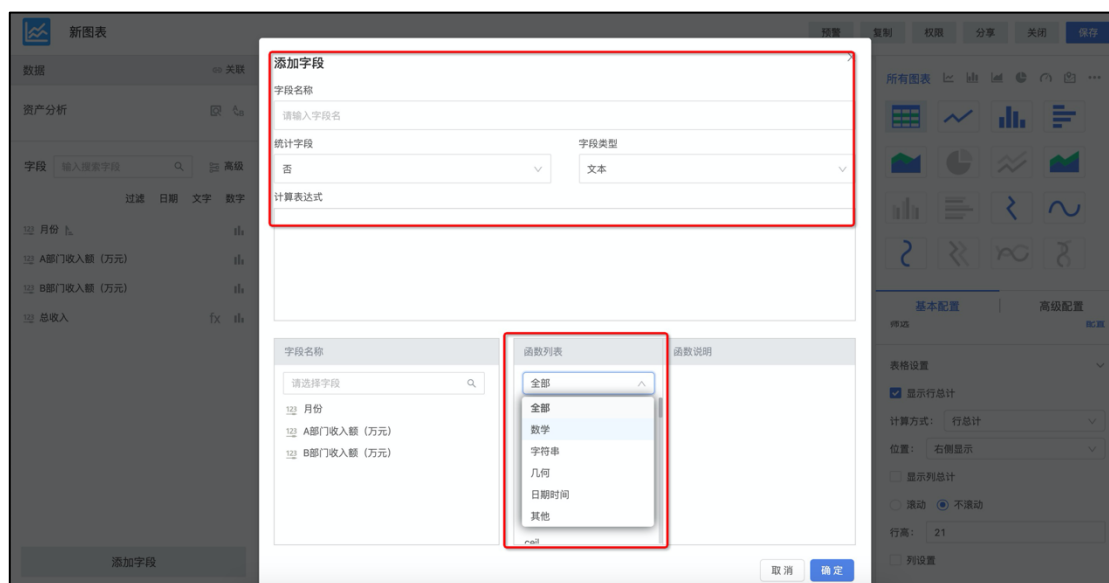 新图表
预警 复制 权限 分享 关闭 保存
数据 关联
资产分析
字段 输入搜索字段 高级
过滤 日期 文字 数字
123 月份
123 A部门收入额（万元）
123 B部门收入额（万元）
123 总收入 fx
添加字段
添加字段
字段名称
请输入字段名
统计字段 字段类型
否 文本
计算表达式
字段名称 函数列表 函数说明
请选择字段 全部
123 月份
123 A部门收入额（万元）
123 B部门收入额（万元）
全部
数学
字符串
几何
日期时间
其他
ceil
取消 确定
所有图表
基本配置 高级配置
筛选 配置
表格设置
显示行总计
计算方式： 行总计
位置： 右侧显示
显示列总计
滚动 不滚动
行高： 21
列设置